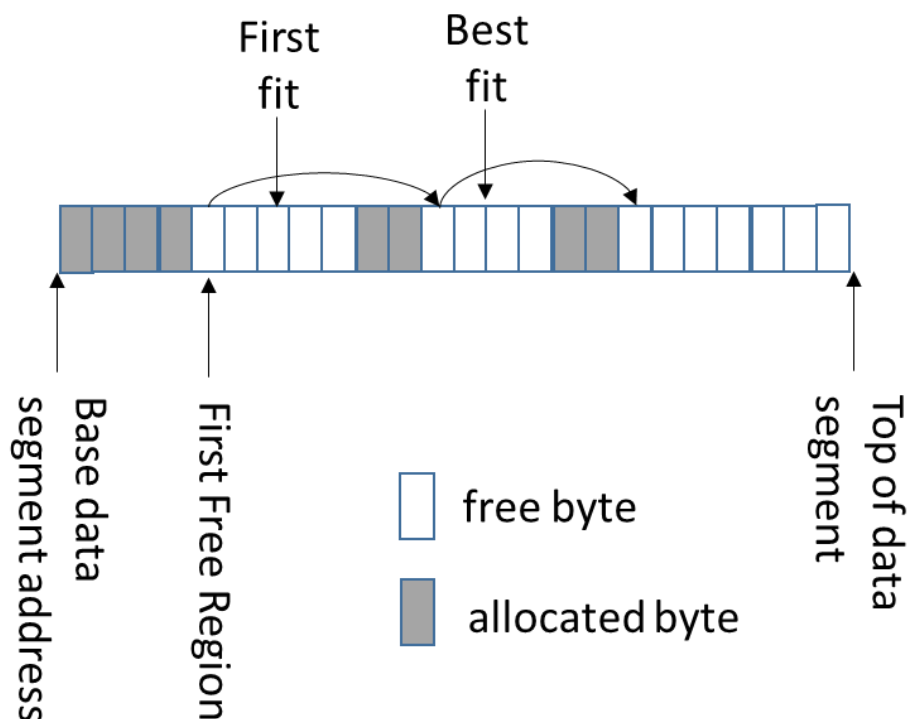 First
fit
Best
fit
Base data
segment address
First Free Region
Top of data
segment
free byte
allocated byte